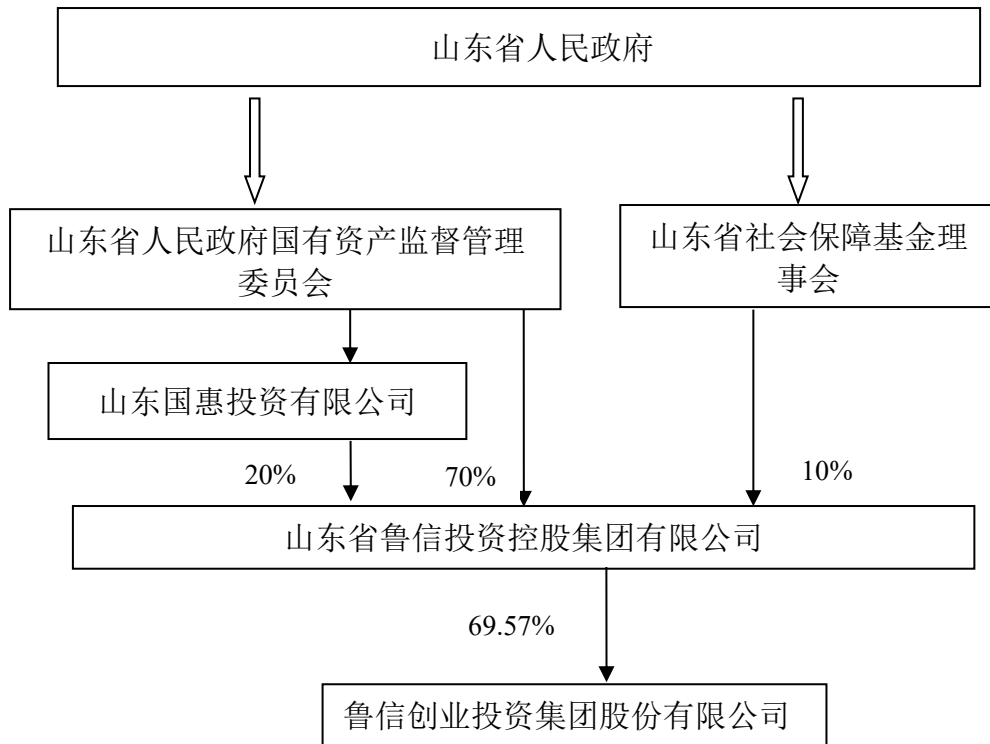 山东省人民政府
山东省人民政府国有资产监督管理
委员会
山东省社会保障基金理
事会
山东国惠投资有限公司
20%
70%
10%
山东省鲁信投资控股集团有限公司
69.57%
鲁信创业投资集团股份有限公司